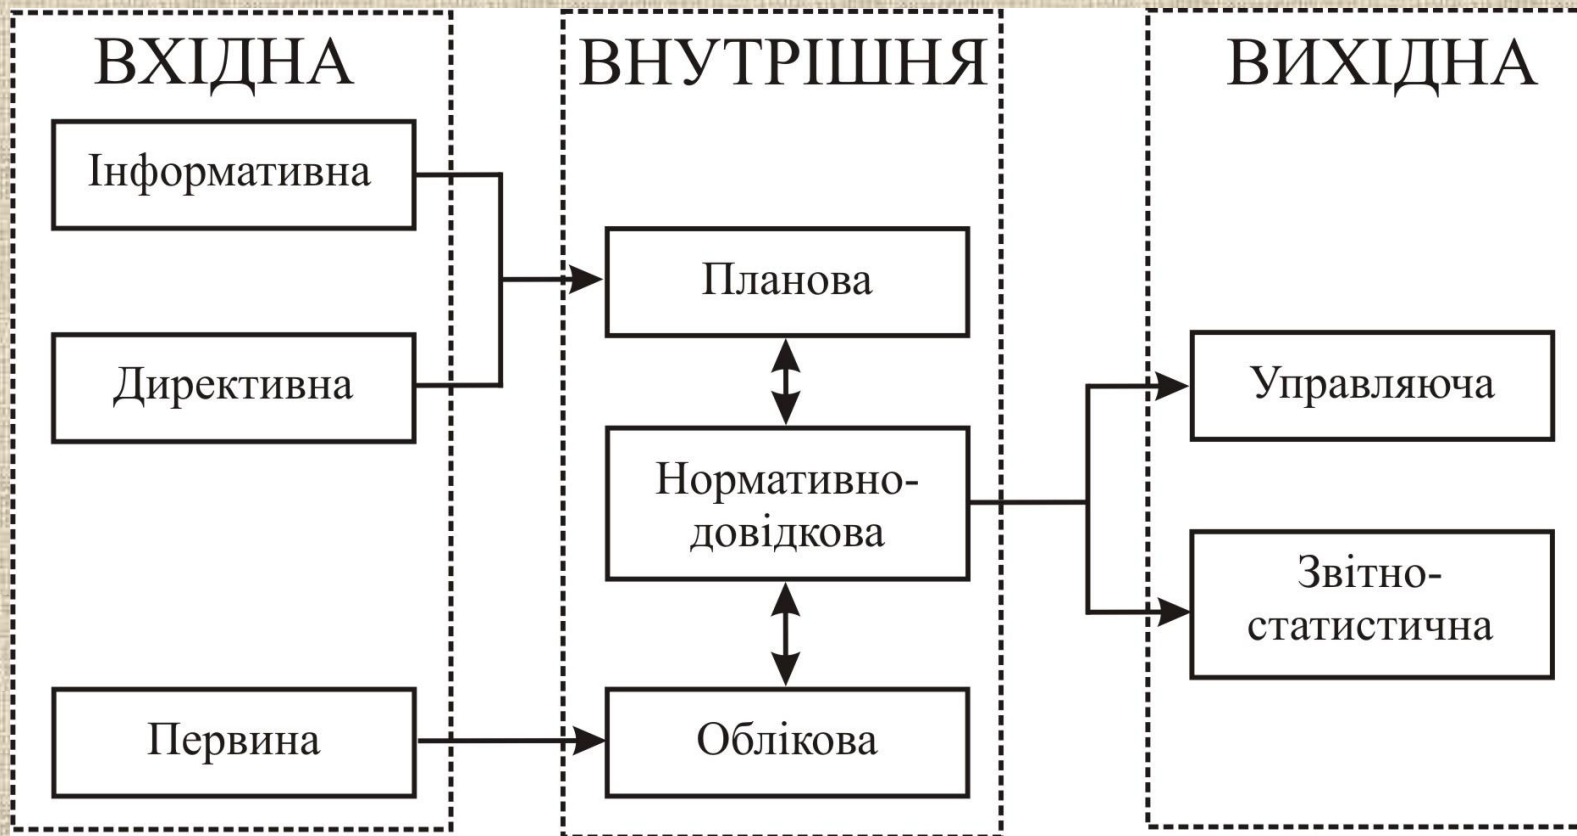 ВХІДНА
Інформативна
Директивна
Первина
ВНУТРІШНЯ
Планова
Нормативно-
довідкова
Облікова
ВИХІДНА
Управляюча
Звітно-
статистична